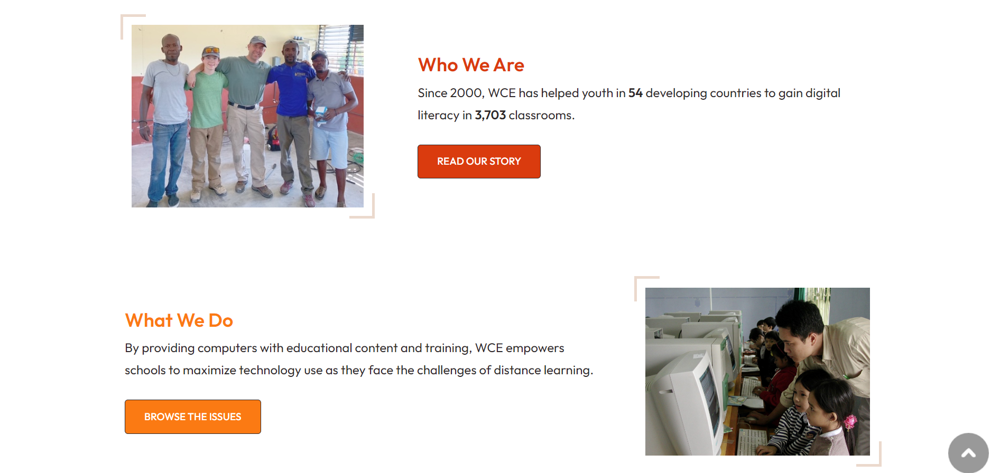 Who We Are
Since 2000, WCE has helped youth in 54 developing countries to gain digital
literacy in 3,703 classrooms.
READ OUR STORY
What We Do
By providing computers with educational content and training, WCE empowers
schools to maximize technology use as they face the challenges of distance learning.
BROWSE THE ISSUES